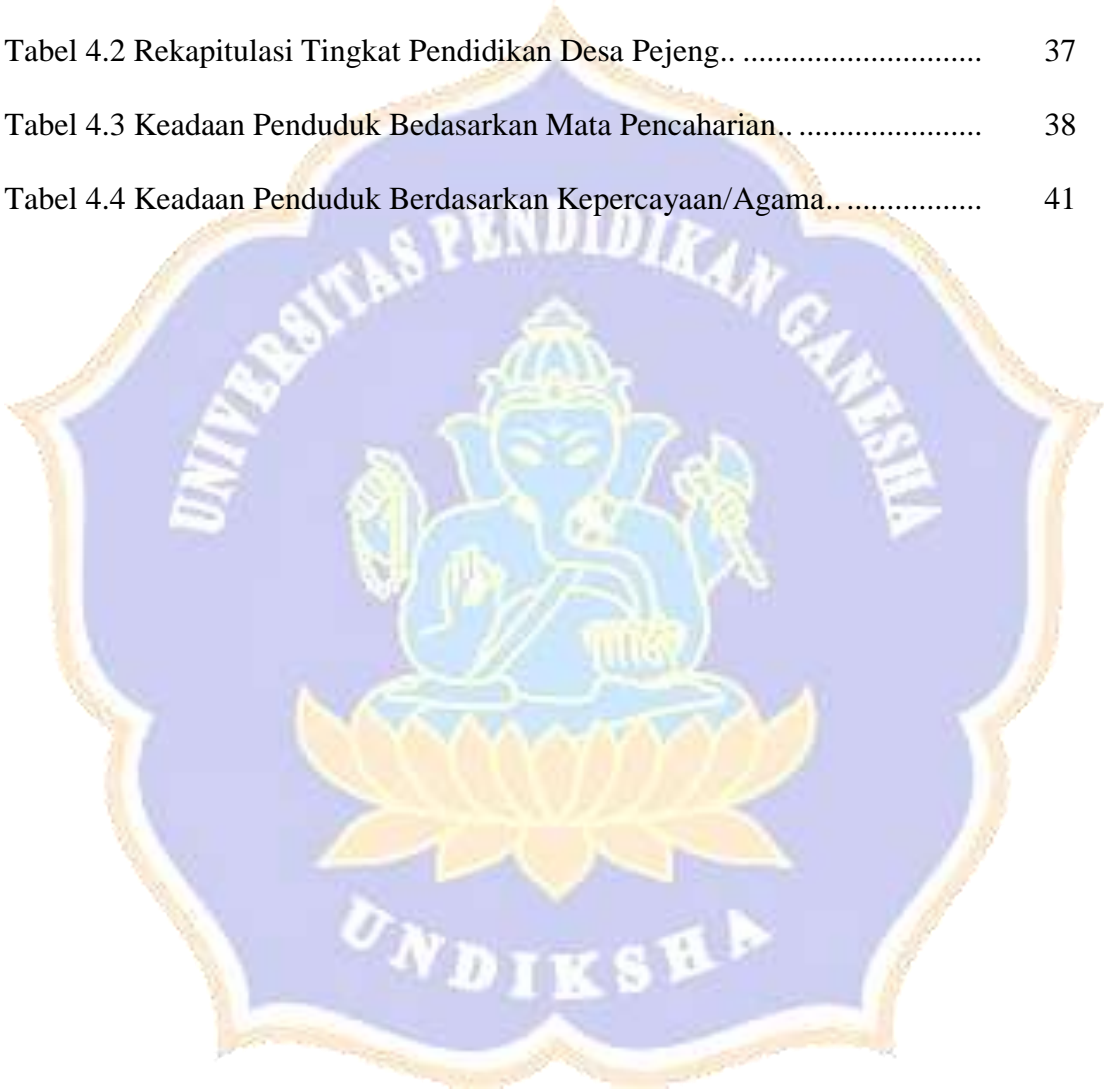 Tabel 4.2 Rekapitulasi Tingkat Pendidikan Desa Pejeng.. ............................. 37
Tabel 4.3 Keadaan Penduduk Bedasarkan Mata Pencaharian.. ...................... 38
Tabel 4.4 Keadaan Penduduk Berdasarkan Kepercayaan/Agama.. ................ 41
UNIVERSITAS PENDIDIKAN GANESHA
UNDIKSHA